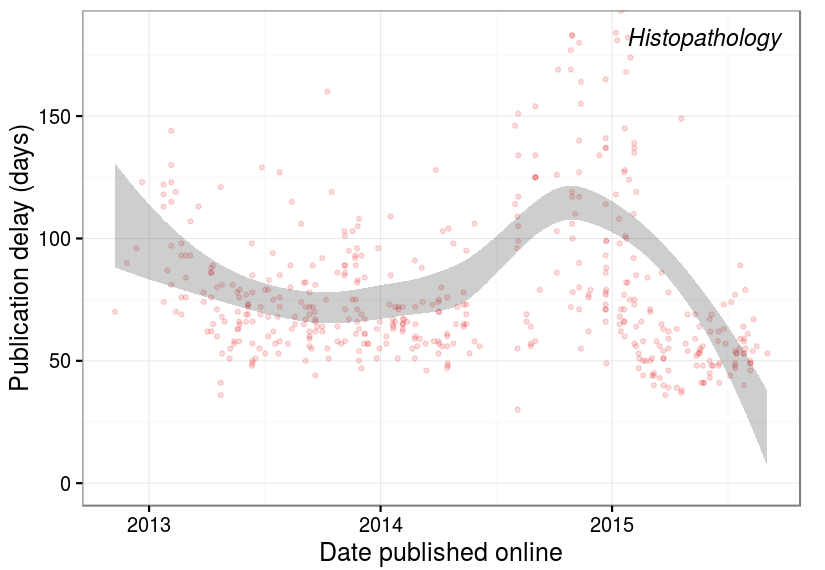 Histopathology
Publication delay (days)
150
100
50
0
2013 2014 2015
Date published online